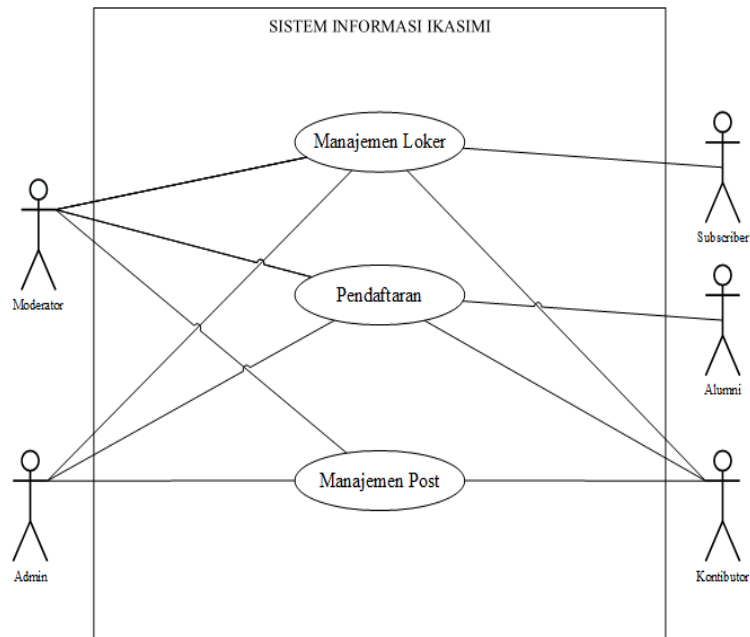 SISTEM INFORMASI IKASIMI
Manajemen Loker
Subscriber
Moderator
Pendaftaran
Alumni
Manajemen Post
Admin
Kontibutor